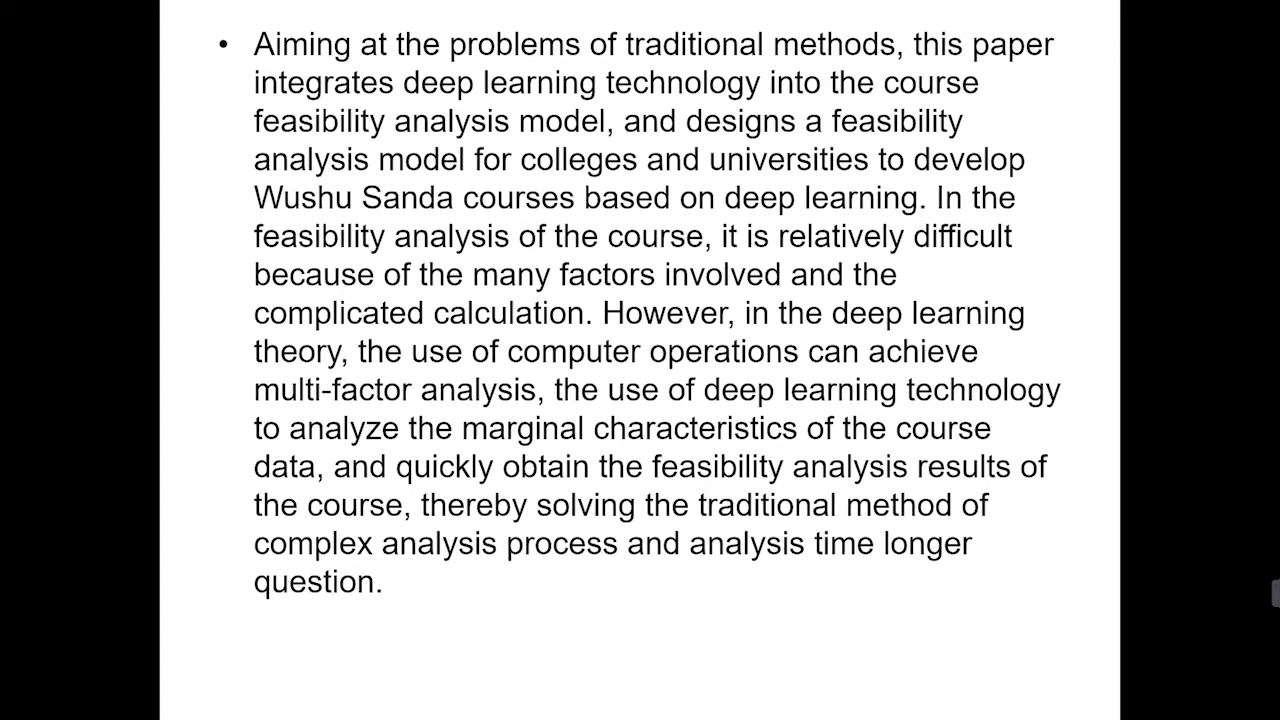 • Aiming at the problems of traditional methods, this paper
integrates deep learning technology into the course
feasibility analysis model, and designs a feasibility
analysis model for colleges and universities to develop
Wushu Sanda courses based on deep learning. In the
feasibility analysis of the course, it is relatively difficult
because of the many factors involved and the
complicated calculation. However, in the deep learning
theory, the use of computer operations can achieve
multi-factor analysis, the use of deep learning technology
to analyze the marginal characteristics of the course
data, and quickly obtain the feasibility analysis results of
the course, thereby solving the traditional method of
complex analysis process and analysis time longer
question.